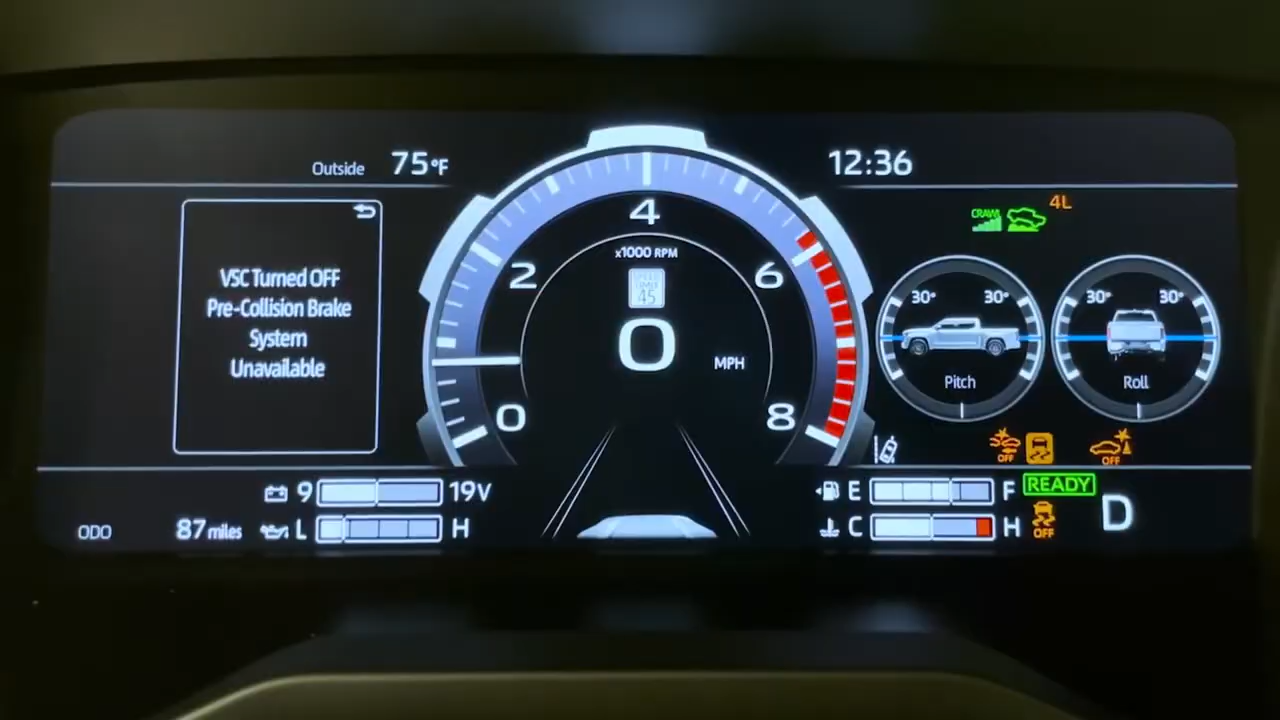 Outside 75°F
12:36
4L
CRAWL
VSC Turned OFF
Pre-Collision Brake
System
Unavailable
4
x1000 RPM
2
6
45
0
MPH
0
8
30° 30°
Pitch
30° 30°
Roll
OFF
OFF
9 19V
E F
READY
D
ODO 87 miles
L H
C H
OFF